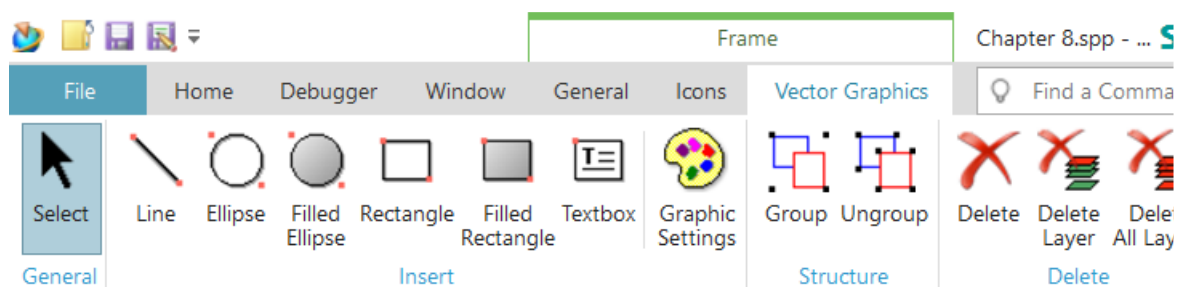 Frame
Chapter 8.spp - ...
File Home Debugger Window General Icons Vector Graphics Find a
Select Line Ellipse Filled Ellipse Rectangle Filled Rectangle Textbox Graphic Settings Group Ungroup Delete Delete Layer All
General Insert Structure Delete